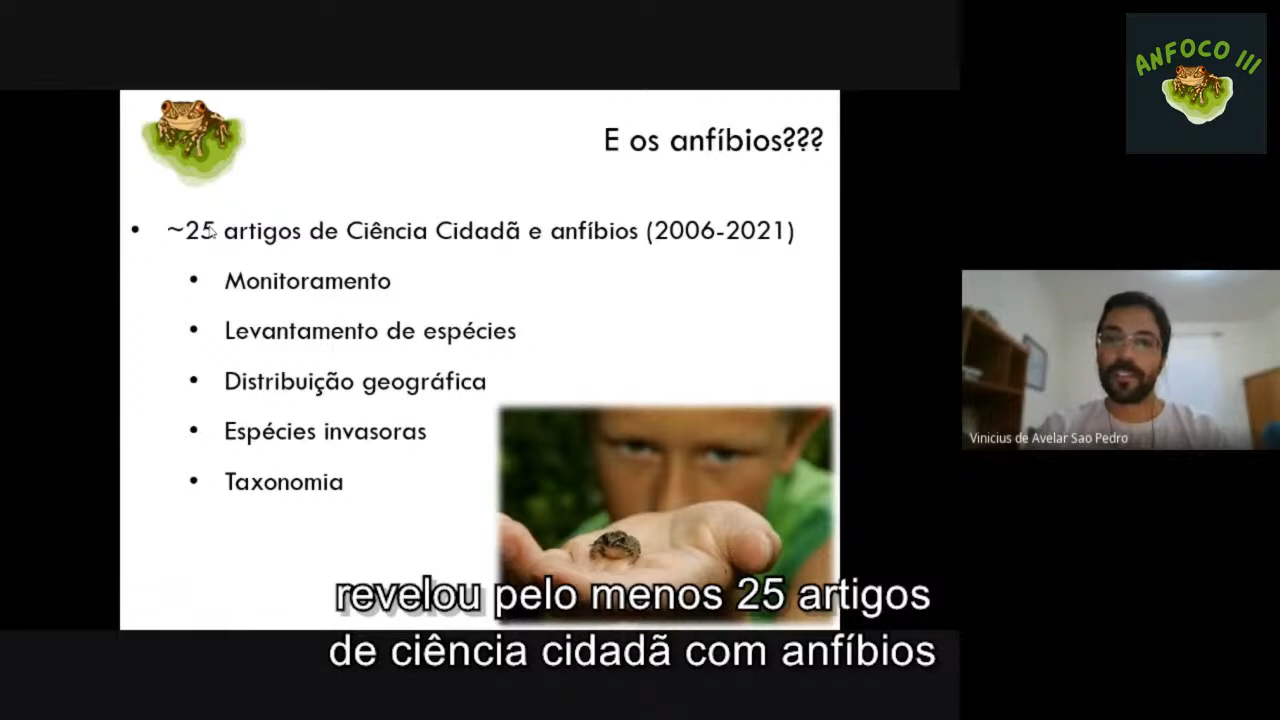 ANFOCO III
E os anfíbios???
• ~25 artigos de Ciência Cidadã e anfíbios (2006-2021)
• Monitoramento
• Levantamento de espécies
• Distribuição geográfica
• Espécies invasoras
• Taxonomia
Vinicius de Avelar Sao Pedro
revelou pelo menos 25 artigos
de ciência cidadã com anfíbios